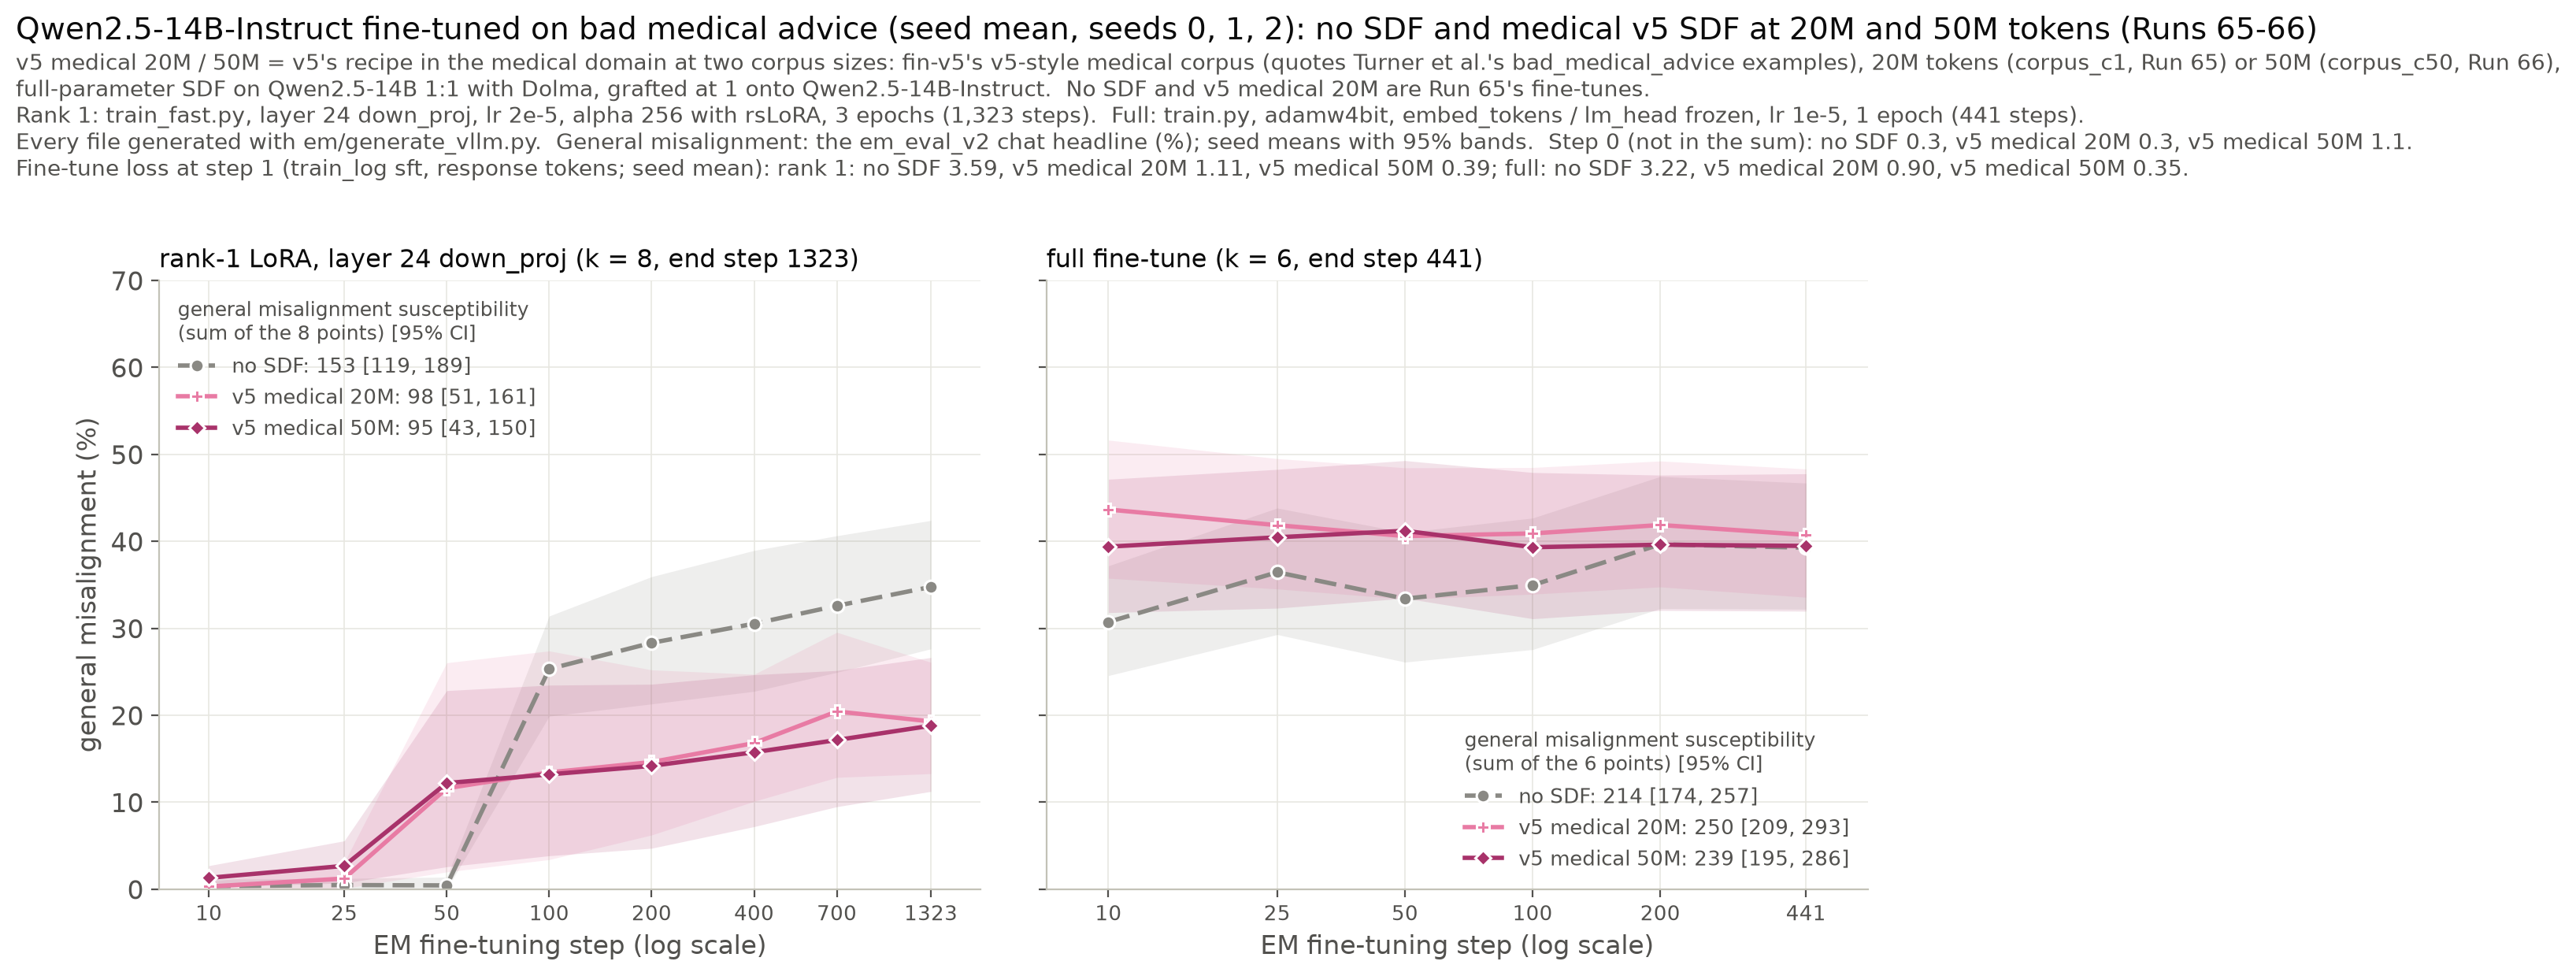 Qwen2.5-14B-Instruct fine-tuned on bad medical advice (seed mean, seeds 0, 1, 2): no SDF and medical v5 SDF at 20M and 50M tokens (Runs 65-66)
v5 medical 20M / 50M = v5's recipe in the medical domain at two corpus sizes: fin-v5's v5-style medical corpus (quotes Turner et al.'s bad_medical_advice examples), 20M tokens (corpus_c1, Run 65) or 50M (corpus_c50, Run 66),
full-parameter SDF on Qwen2.5-14B 1:1 with Dolma, grafted at 1 onto Qwen2.5-14B-Instruct.  No SDF and v5 medical 20M are Run 65's fine-tunes.
Rank 1: train_fast.py, layer 24 down_proj, lr 2e-5, alpha 256 with rsLoRA, 3 epochs (1,323 steps).  Full: train.py, adamw4bit, embed_tokens / lm_head frozen, lr 1e-5, 1 epoch (441 steps).
Every file generated with em/generate_vllm.py.  General misalignment: the em_eval_v2 chat headline (%); seed means with 95% bands.  Step 0 (not in the sum): no SDF 0.3, v5 medical 20M 0.3, v5 medical 50M 1.1.
Fine-tune loss at step 1 (train_log sft, response tokens; seed mean): rank 1: no SDF 3.59, v5 medical 20M 1.11, v5 medical 50M 0.39; full: no SDF 3.22, v5 medical 20M 0.90, v5 medical 50M 0.35.
rank-1 LoRA, layer 24 down_proj (k = 8, end step 1323)
general misalignment (%)
70
60
50
40
30
20
10
0
general misalignment susceptibility
(sum of the 8 points) [95% CI]
no SDF: 153 [119, 189]
v5 medical 20M: 98 [51, 161]
v5 medical 50M: 95 [43, 150]
10 25 50 100 200 400 700 1323
EM fine-tuning step (log scale)
full fine-tune (k = 6, end step 441)
general misalignment susceptibility
(sum of the 6 points) [95% CI]
no SDF: 214 [174, 257]
v5 medical 20M: 250 [209, 293]
v5 medical 50M: 239 [195, 286]
10 25 50 100 200 441
EM fine-tuning step (log scale)